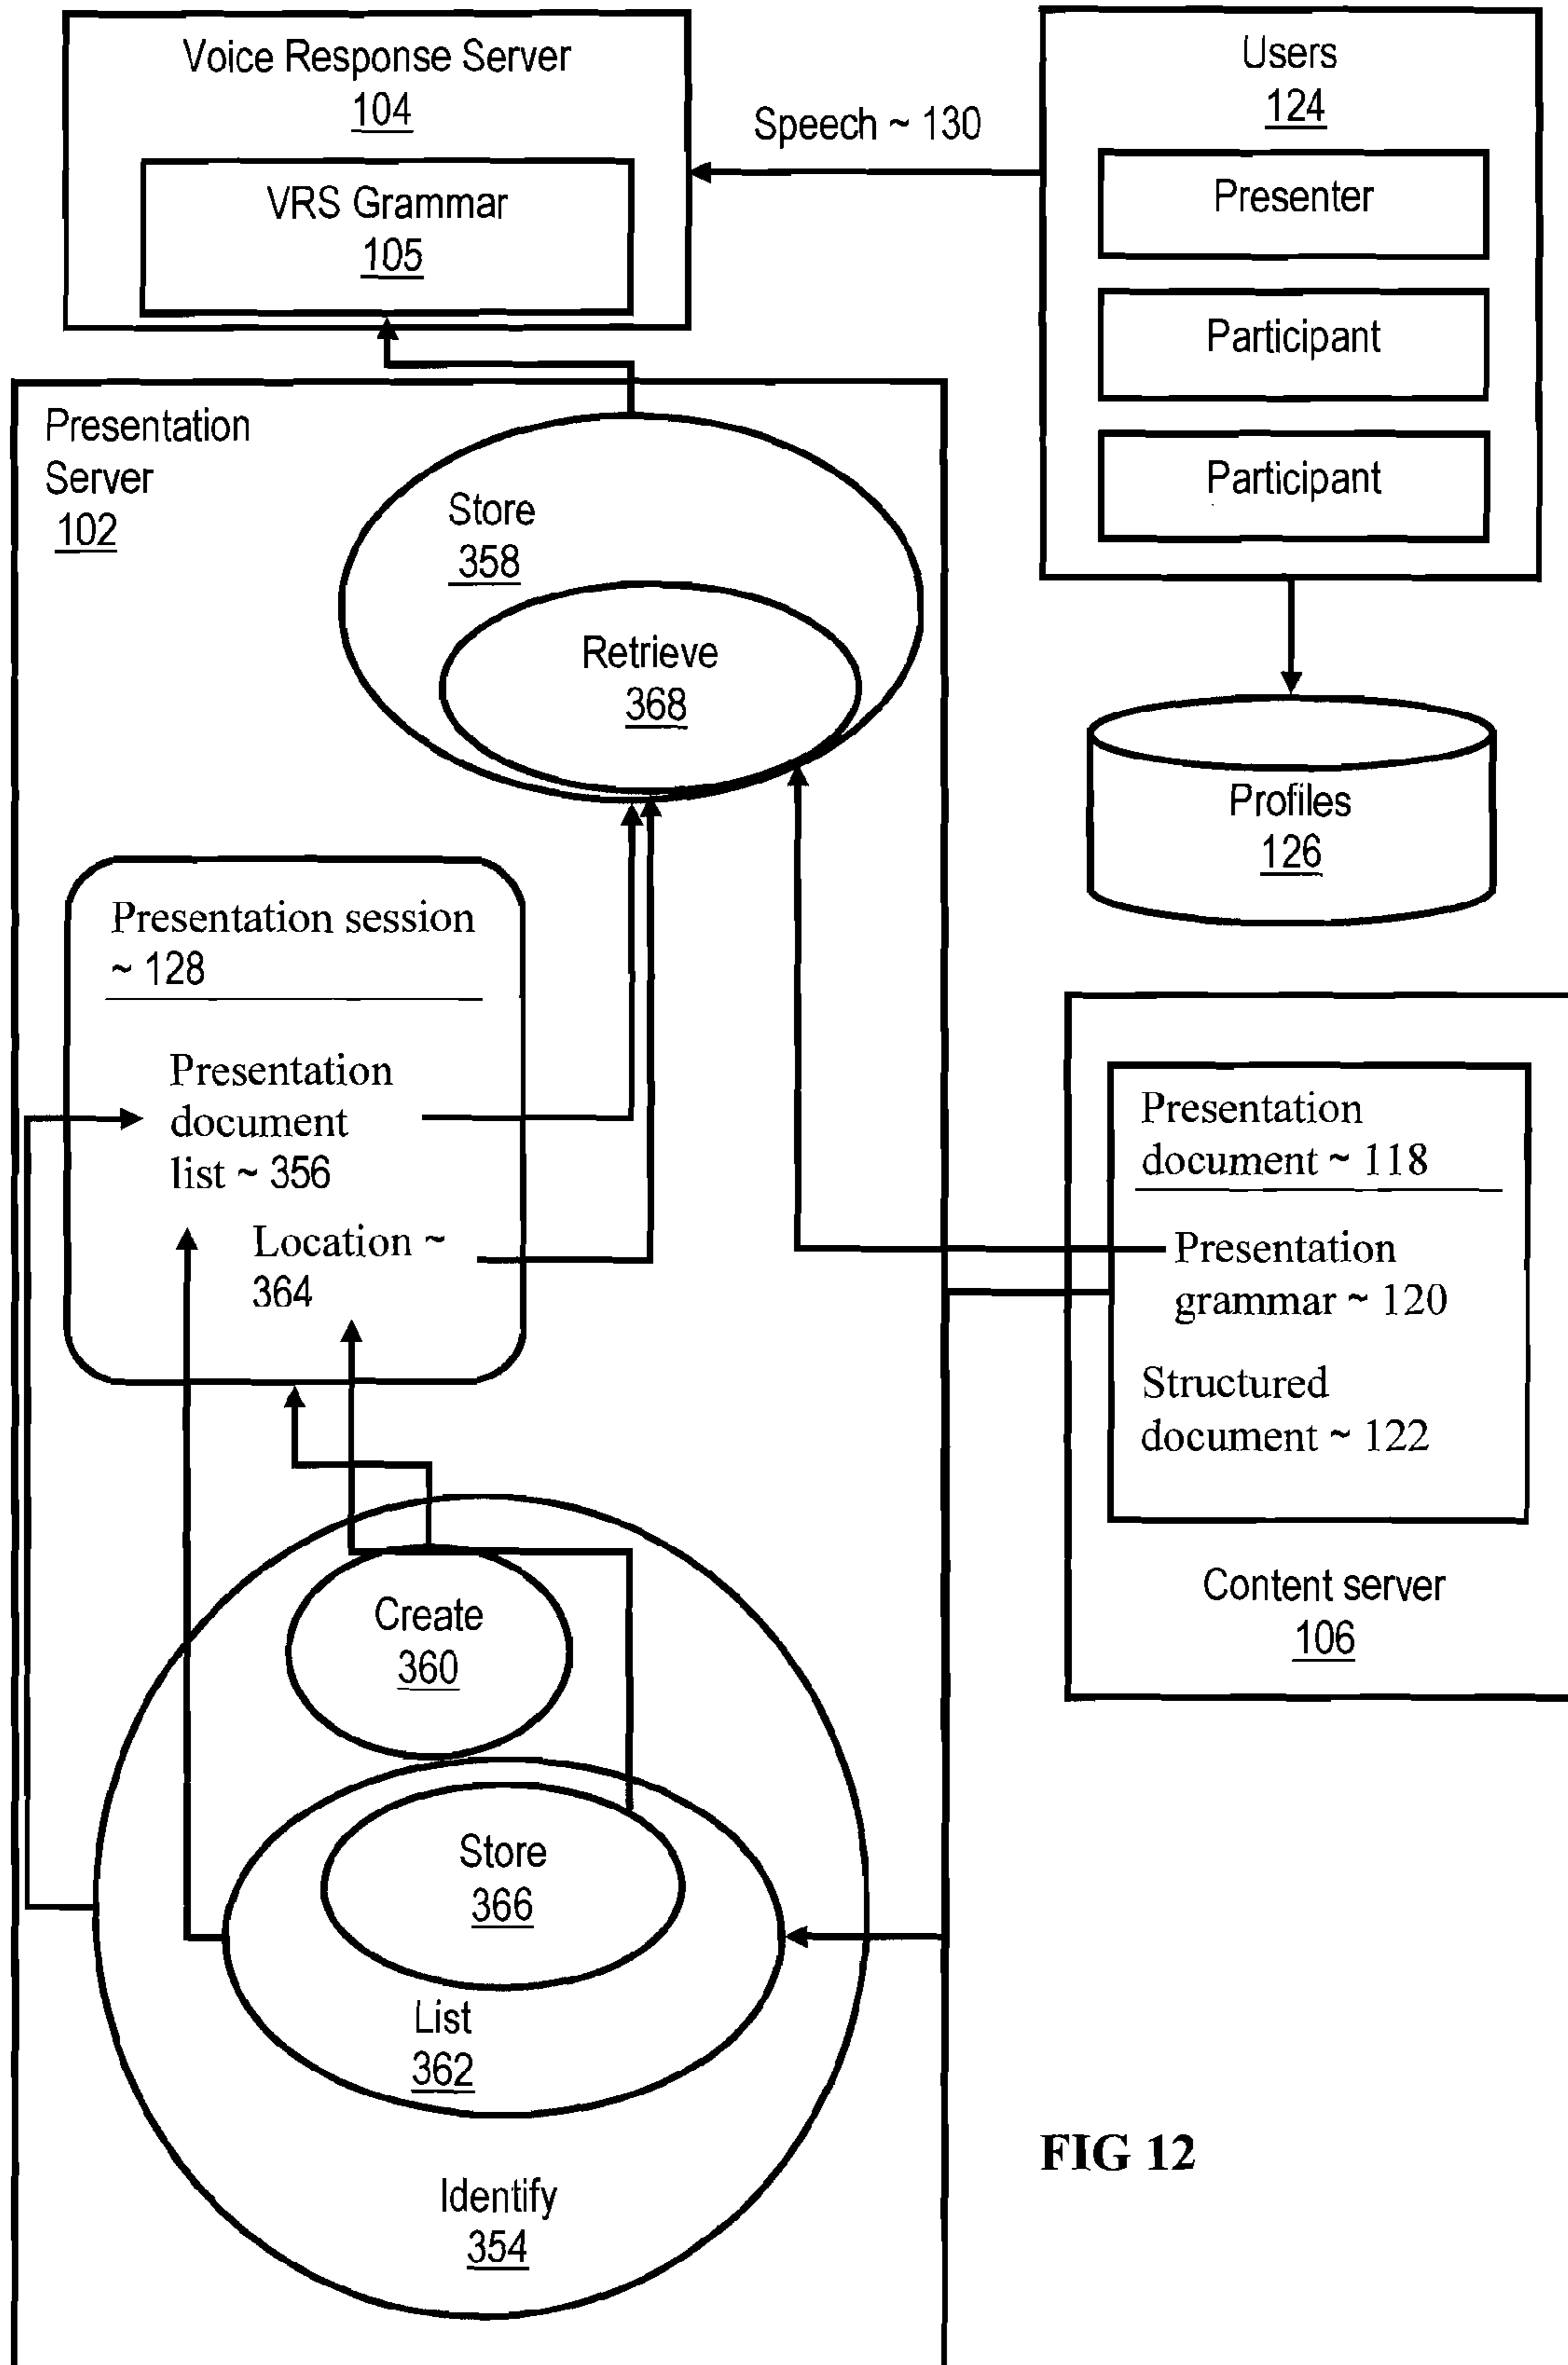 Voice Response Server
104
VRS Grammar
105
Speech ~ 130
Users
124
Presenter
Participant
Participant
Profiles
126
Presentation
Server
102
Store
358
Retrieve
368
Presentation session
~ 128
Presentation
document
list ~ 356
Location ~
364
Presentation
document ~ 118
Presentation
grammar ~ 120
Structured
document ~ 122
Content server
106
Create
360
Store
366
List
362
Identify
354
FIG 12